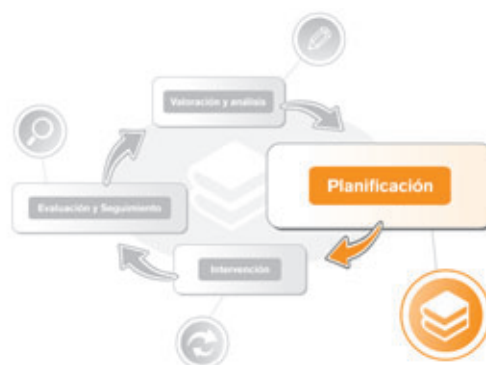 Valoración y análisis
Planificación
Evaluación y Seguimiento
Intervención